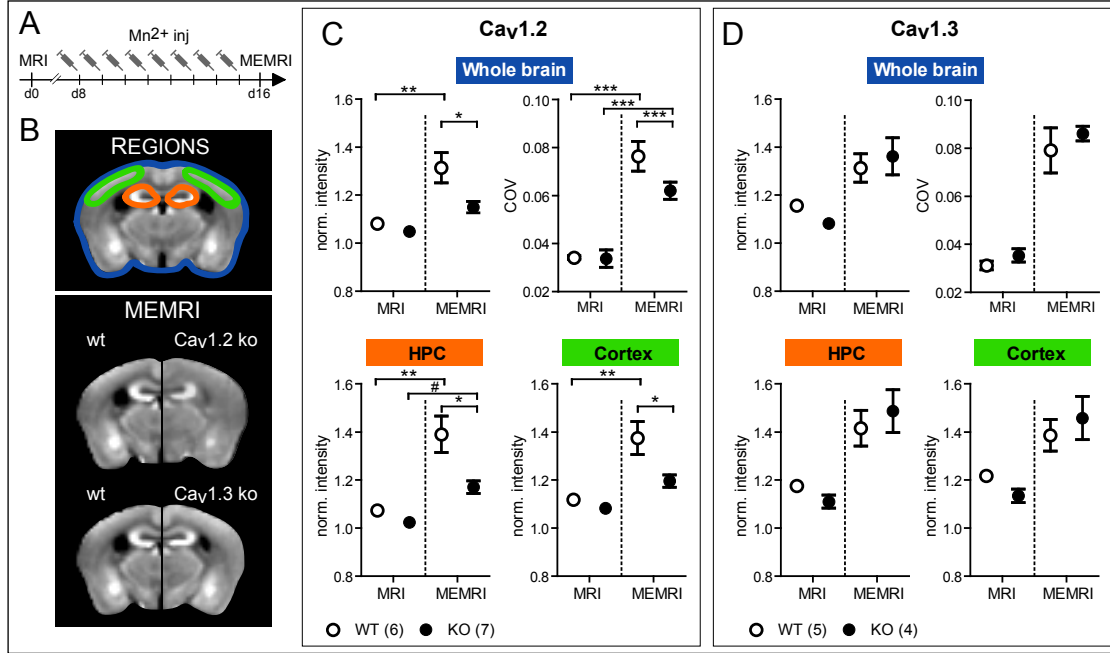 A
Mn2+ inj
MRI
MEMRI
d0
d8
d16
B
REGIONS
MEMRI
wt
Cav1.2 ko
wt
Cav1.3 ko
C
Cav1.2
Whole brain
norm. intensity
1.6
1.4
1.2
1.0
0.8
**
*
MRI
MEMRI
COV
0.10
0.08
0.06
0.04
0.02
***
***
***
MRI
MEMRI
HPC
norm. intensity
1.6
1.4
1.2
1.0
0.8
**
#
*
MRI
MEMRI
Cortex
norm. intensity
1.6
1.4
1.2
1.0
0.8
**
*
MRI
MEMRI
WT (6)
KO (7)
D
Cav1.3
Whole brain
norm. intensity
1.6
1.4
1.2
1.0
0.8
MRI
MEMRI
COV
0.10
0.08
0.06
0.04
0.00
MRI
MEMRI
HPC
norm. intensity
1.6
1.4
1.2
1.0
0.8
MRI
MEMRI
Cortex
norm. intensity
1.6
1.4
1.2
1.0
0.8
MRI
MEMRI
WT (5)
KO (4)